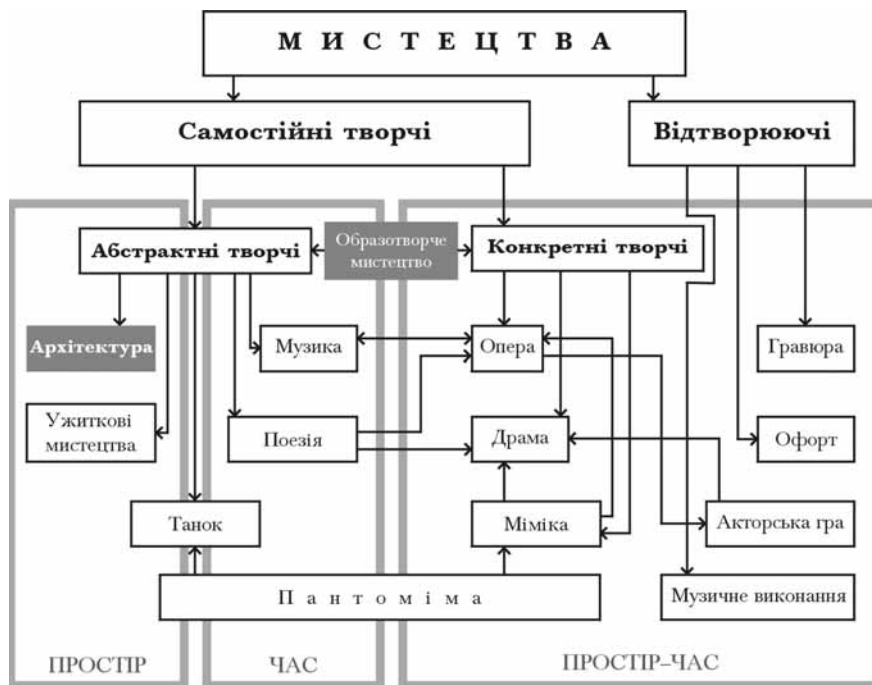 МИСТЕЦТВА
Самостійні творчі
Відтворюючі
Абстрактні творчі
Образотворче
мистецтво
Конкретні творчі
Архітектура
Музика
Опера
Гравюра
Ужиткові
мистецтва
Поезія
Драма
Офорт
Танок
Міміка
Акторська гра
Пантоміма
Музичне виконання
ПРОСТІР
ЧАС
ПРОСТІР–ЧАС